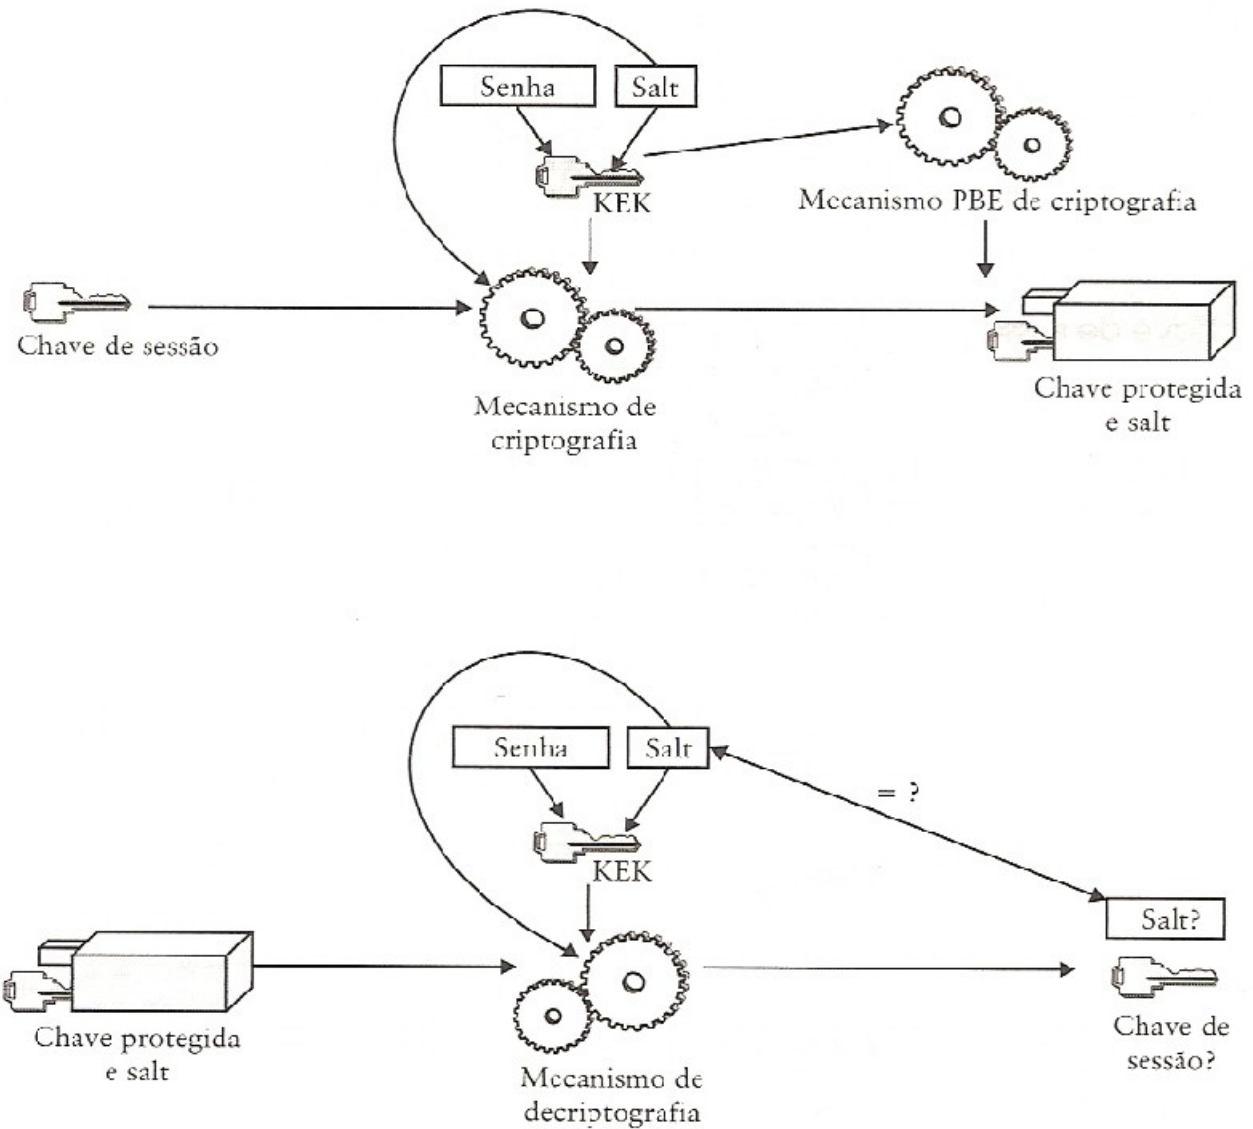 Senha
Salt
KEK
Mecanismo PBE de criptografia
Chave de sessão
Mecanismo de
criptografia
Chave protegida
e salt
Senha
Salt
= ?
KEK
Salt?
Chave protegida
e salt
Mecanismo de
decriptografia
Chave de
sessão?